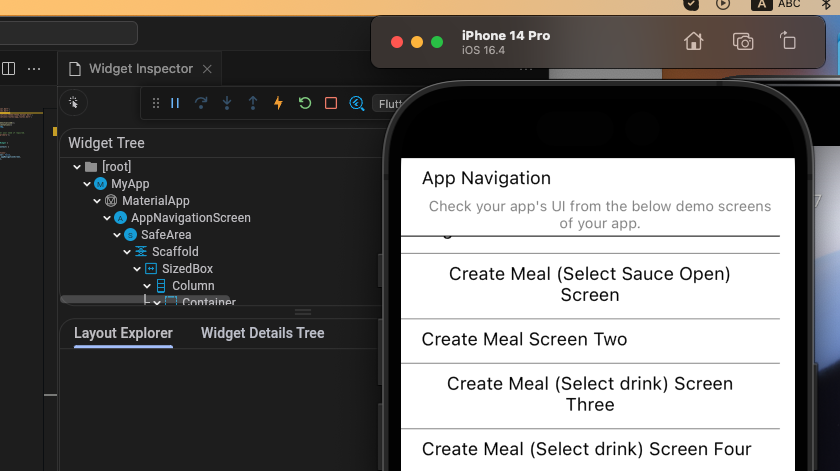 A ABC
iPhone 14 Pro
iOS 16.4
Widget Inspector
Flutt
Widget Tree
[root]
M MyApp
M MaterialApp
A AppNavigationScreen
S SafeArea
Scaffold
SizedBox
Column
Container
Layout Explorer
Widget Details Tree
App Navigation
Check your app's UI from the below demo screens
of your app.
Create Meal (Select Sauce Open)
Screen
Create Meal Screen Two
Create Meal (Select drink) Screen
Three
Create Meal (Select drink) Screen Four